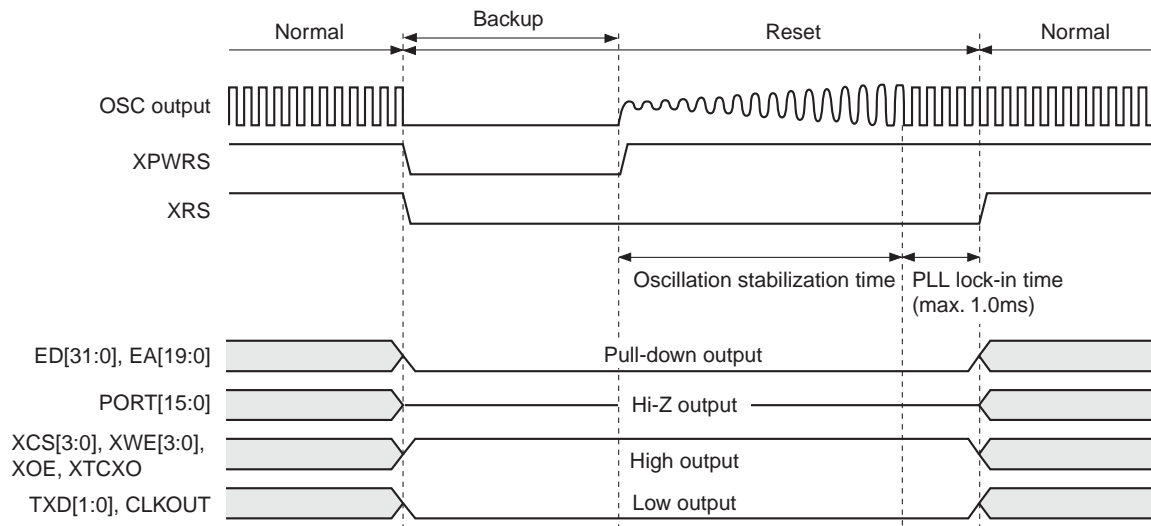 Backup
Normal
Reset
Normal
OSC output
XPWRS
XRS
Oscillation stabilization time
PLL lock-in time
(max. 1.0ms)
ED[31:0], EA[19:0]
Pull-down output
PORT[15:0]
Hi-Z output
XCS[3:0], XWE[3:0],
XOE, XTCXO
High output
TXD[1:0], CLKOUT
Low output